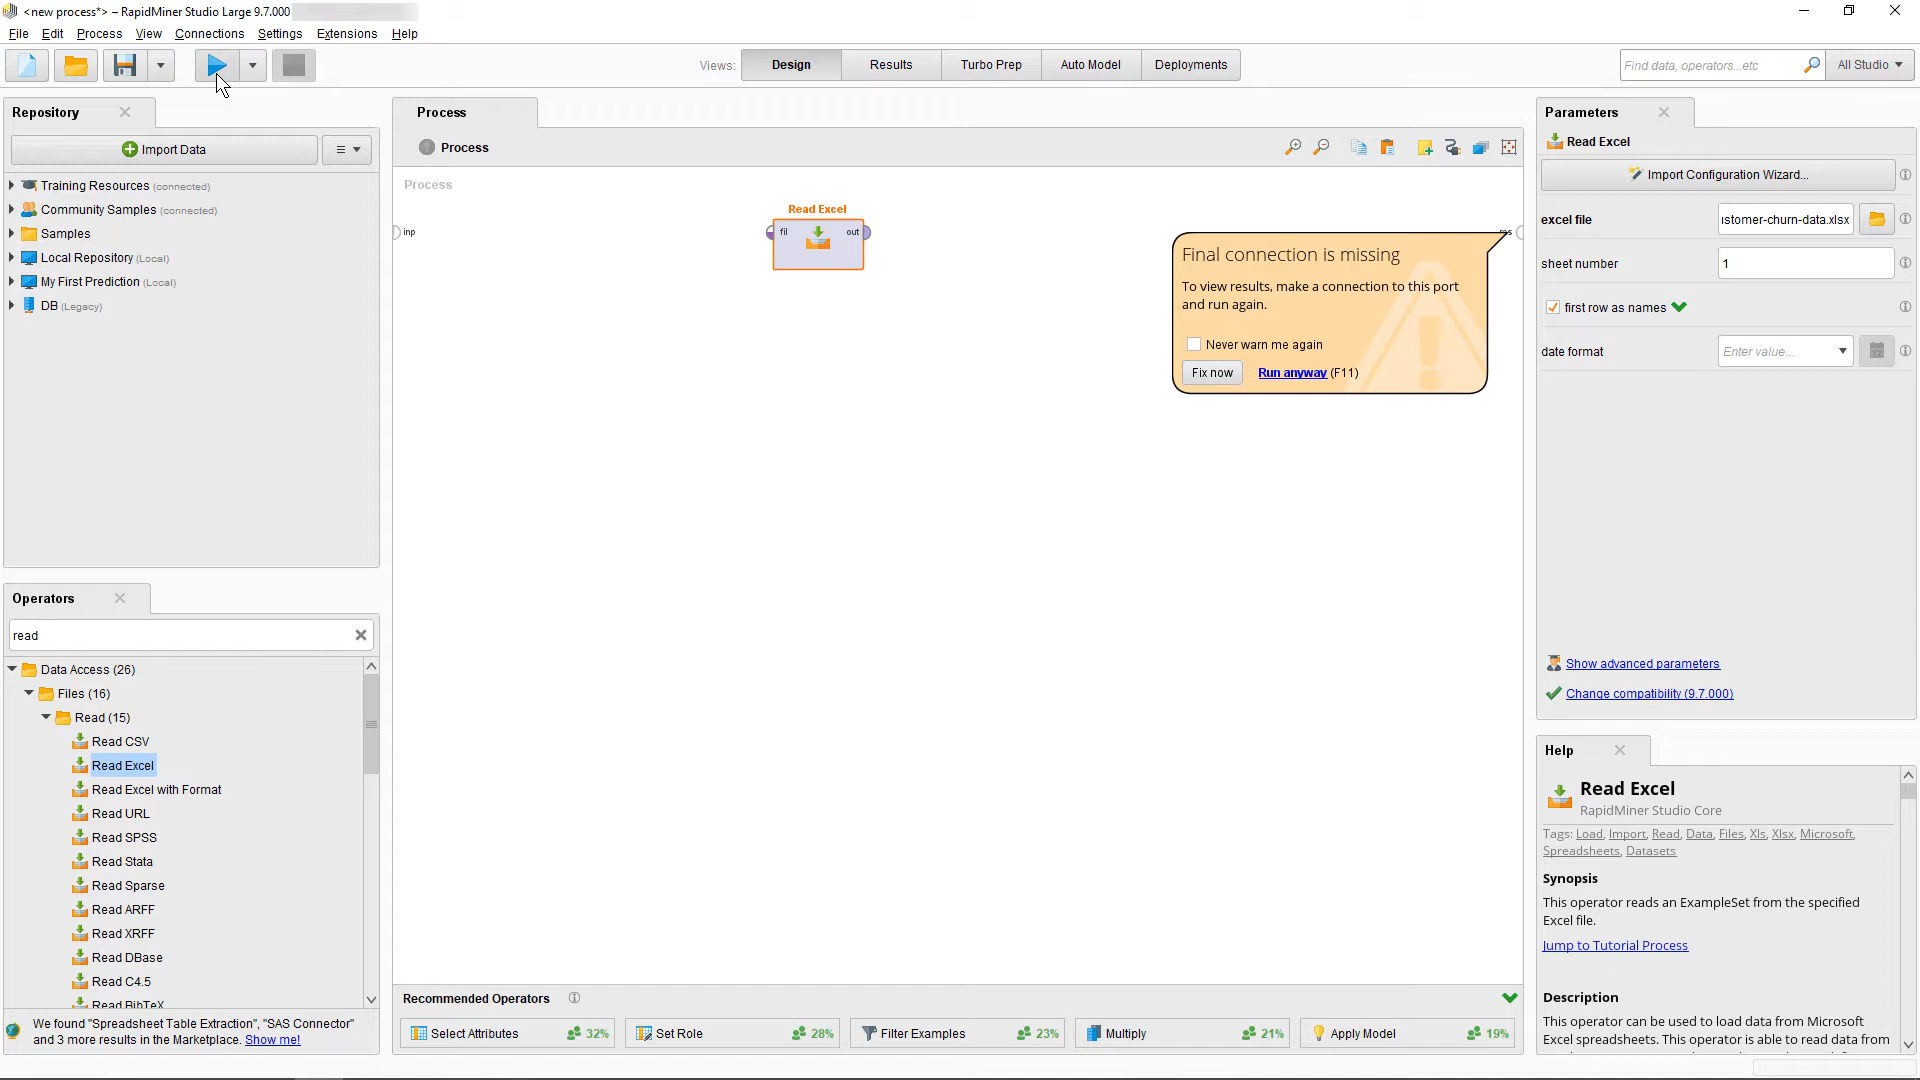 <new process*> – RapidMiner Studio Large 9.7.000
File Edit Process View Connections Settings Extensions Help
Views: Design Results Turbo Prep Auto Model Deployments
Find data, operators...etc
All Studio
Repository
Import Data
Training Resources (connected)
Community Samples (connected)
Samples
Local Repository (Local)
My First Prediction (Local)
DB (Legacy)
Operators
read
Data Access (26)
Files (16)
Read (15)
Read CSV
Read Excel
Read Excel with Format
Read URL
Read SPSS
Read Stata
Read Sparse
Read ARFF
Read XRFF
Read DBase
Read C4.5
Read BibTeX
We found "Spreadsheet Table Extraction", "SAS Connector"
and 3 more results in the Marketplace. Show me!
Process
Process
Process
inp
Read Excel
fil out
Final connection is missing
To view results, make a connection to this port
and run again.
Never warn me again
Fix now Run anyway (F11)
Recommended Operators
Select Attributes 32%
Set Role 28%
Filter Examples 23%
Multiply 21%
Apply Model 19%
Parameters
Read Excel
Import Configuration Wizard...
excel file
istomer-churn-data.xlsx
sheet number
1
first row as names
date format
Enter value...
Show advanced parameters
Change compatibility (9.7.000)
Help
Read Excel
RapidMiner Studio Core
Tags: Load, Import, Read, Data, Files, Xls, Xlsx, Microsoft,
Spreadsheets, Datasets
Synopsis
This operator reads an ExampleSet from the specified
Excel file.
Jump to Tutorial Process
Description
This operator can be used to load data from Microsoft
Excel spreadsheets. This operator is able to read data from